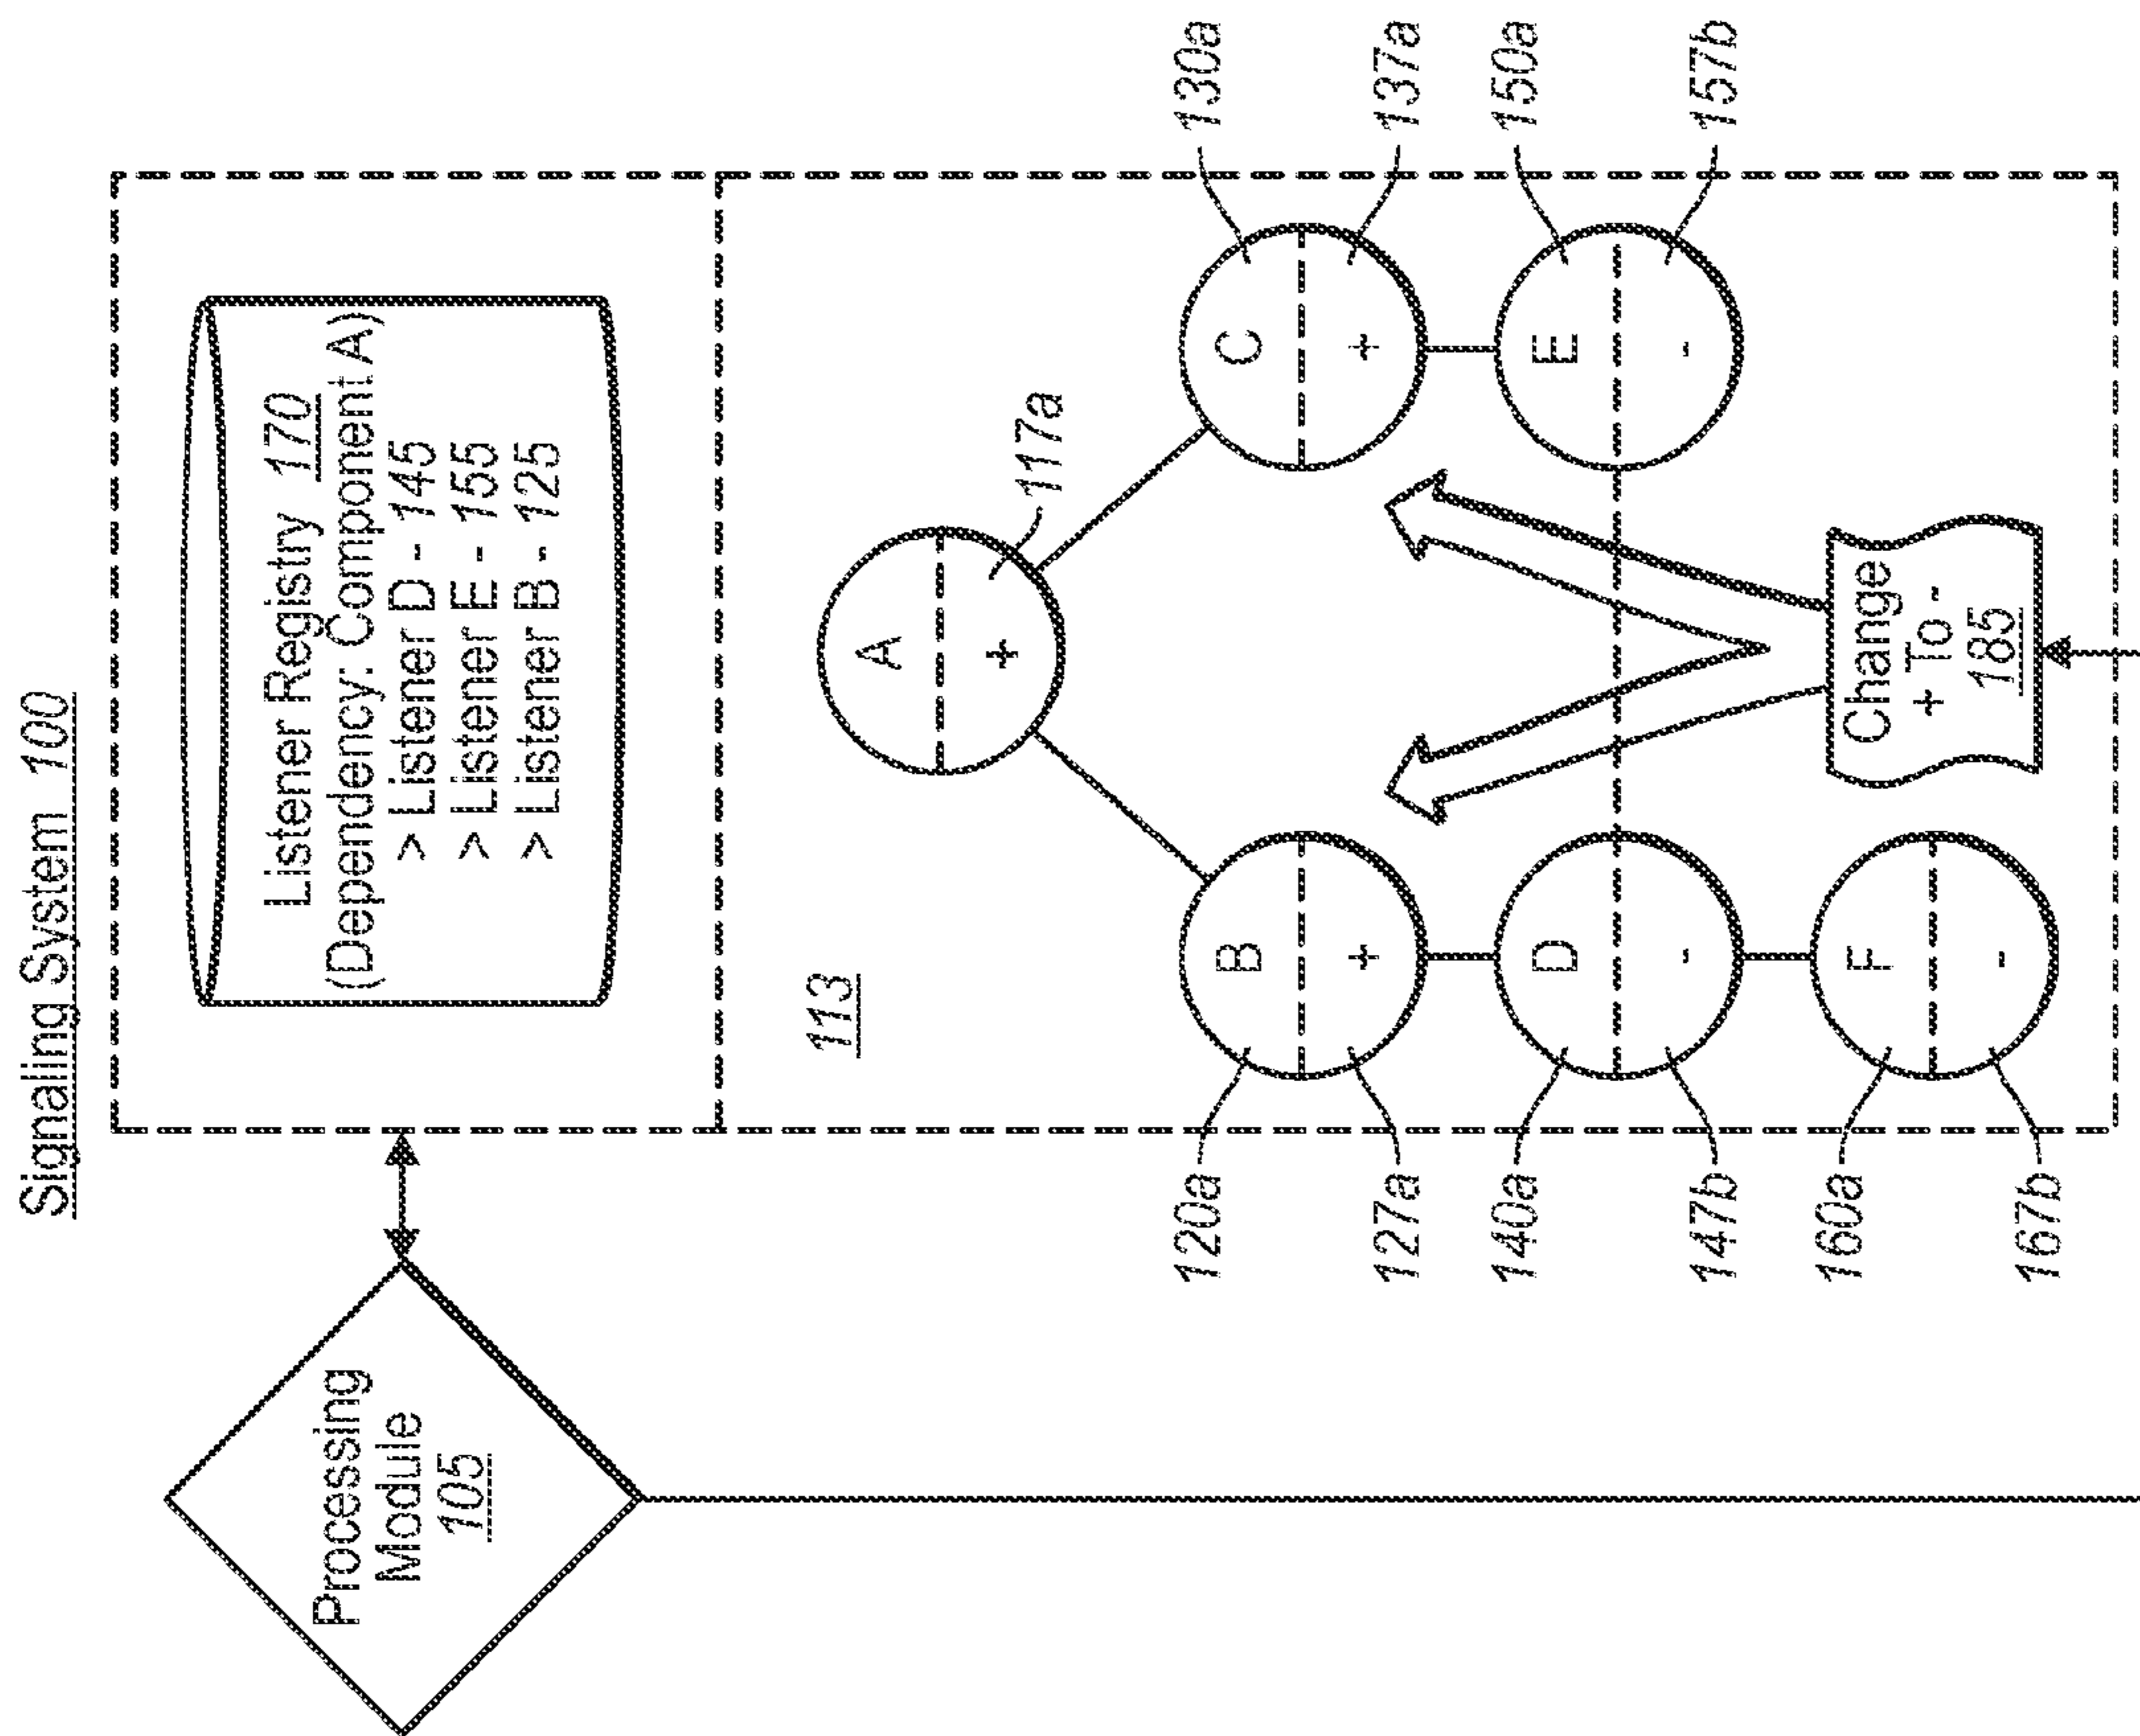 Signaling System 100
Processing
Module
105
Listener Registry 170
(Dependency: Component A)
> Listener D - 145
> Listener E - 155
> Listener B - 125
113
A
+
117a
B
+
120a
127a
C
+
130a
137a
D
-
140a
147b
E
-
150a
157b
F
-
160a
167b
Change
+ To -
185